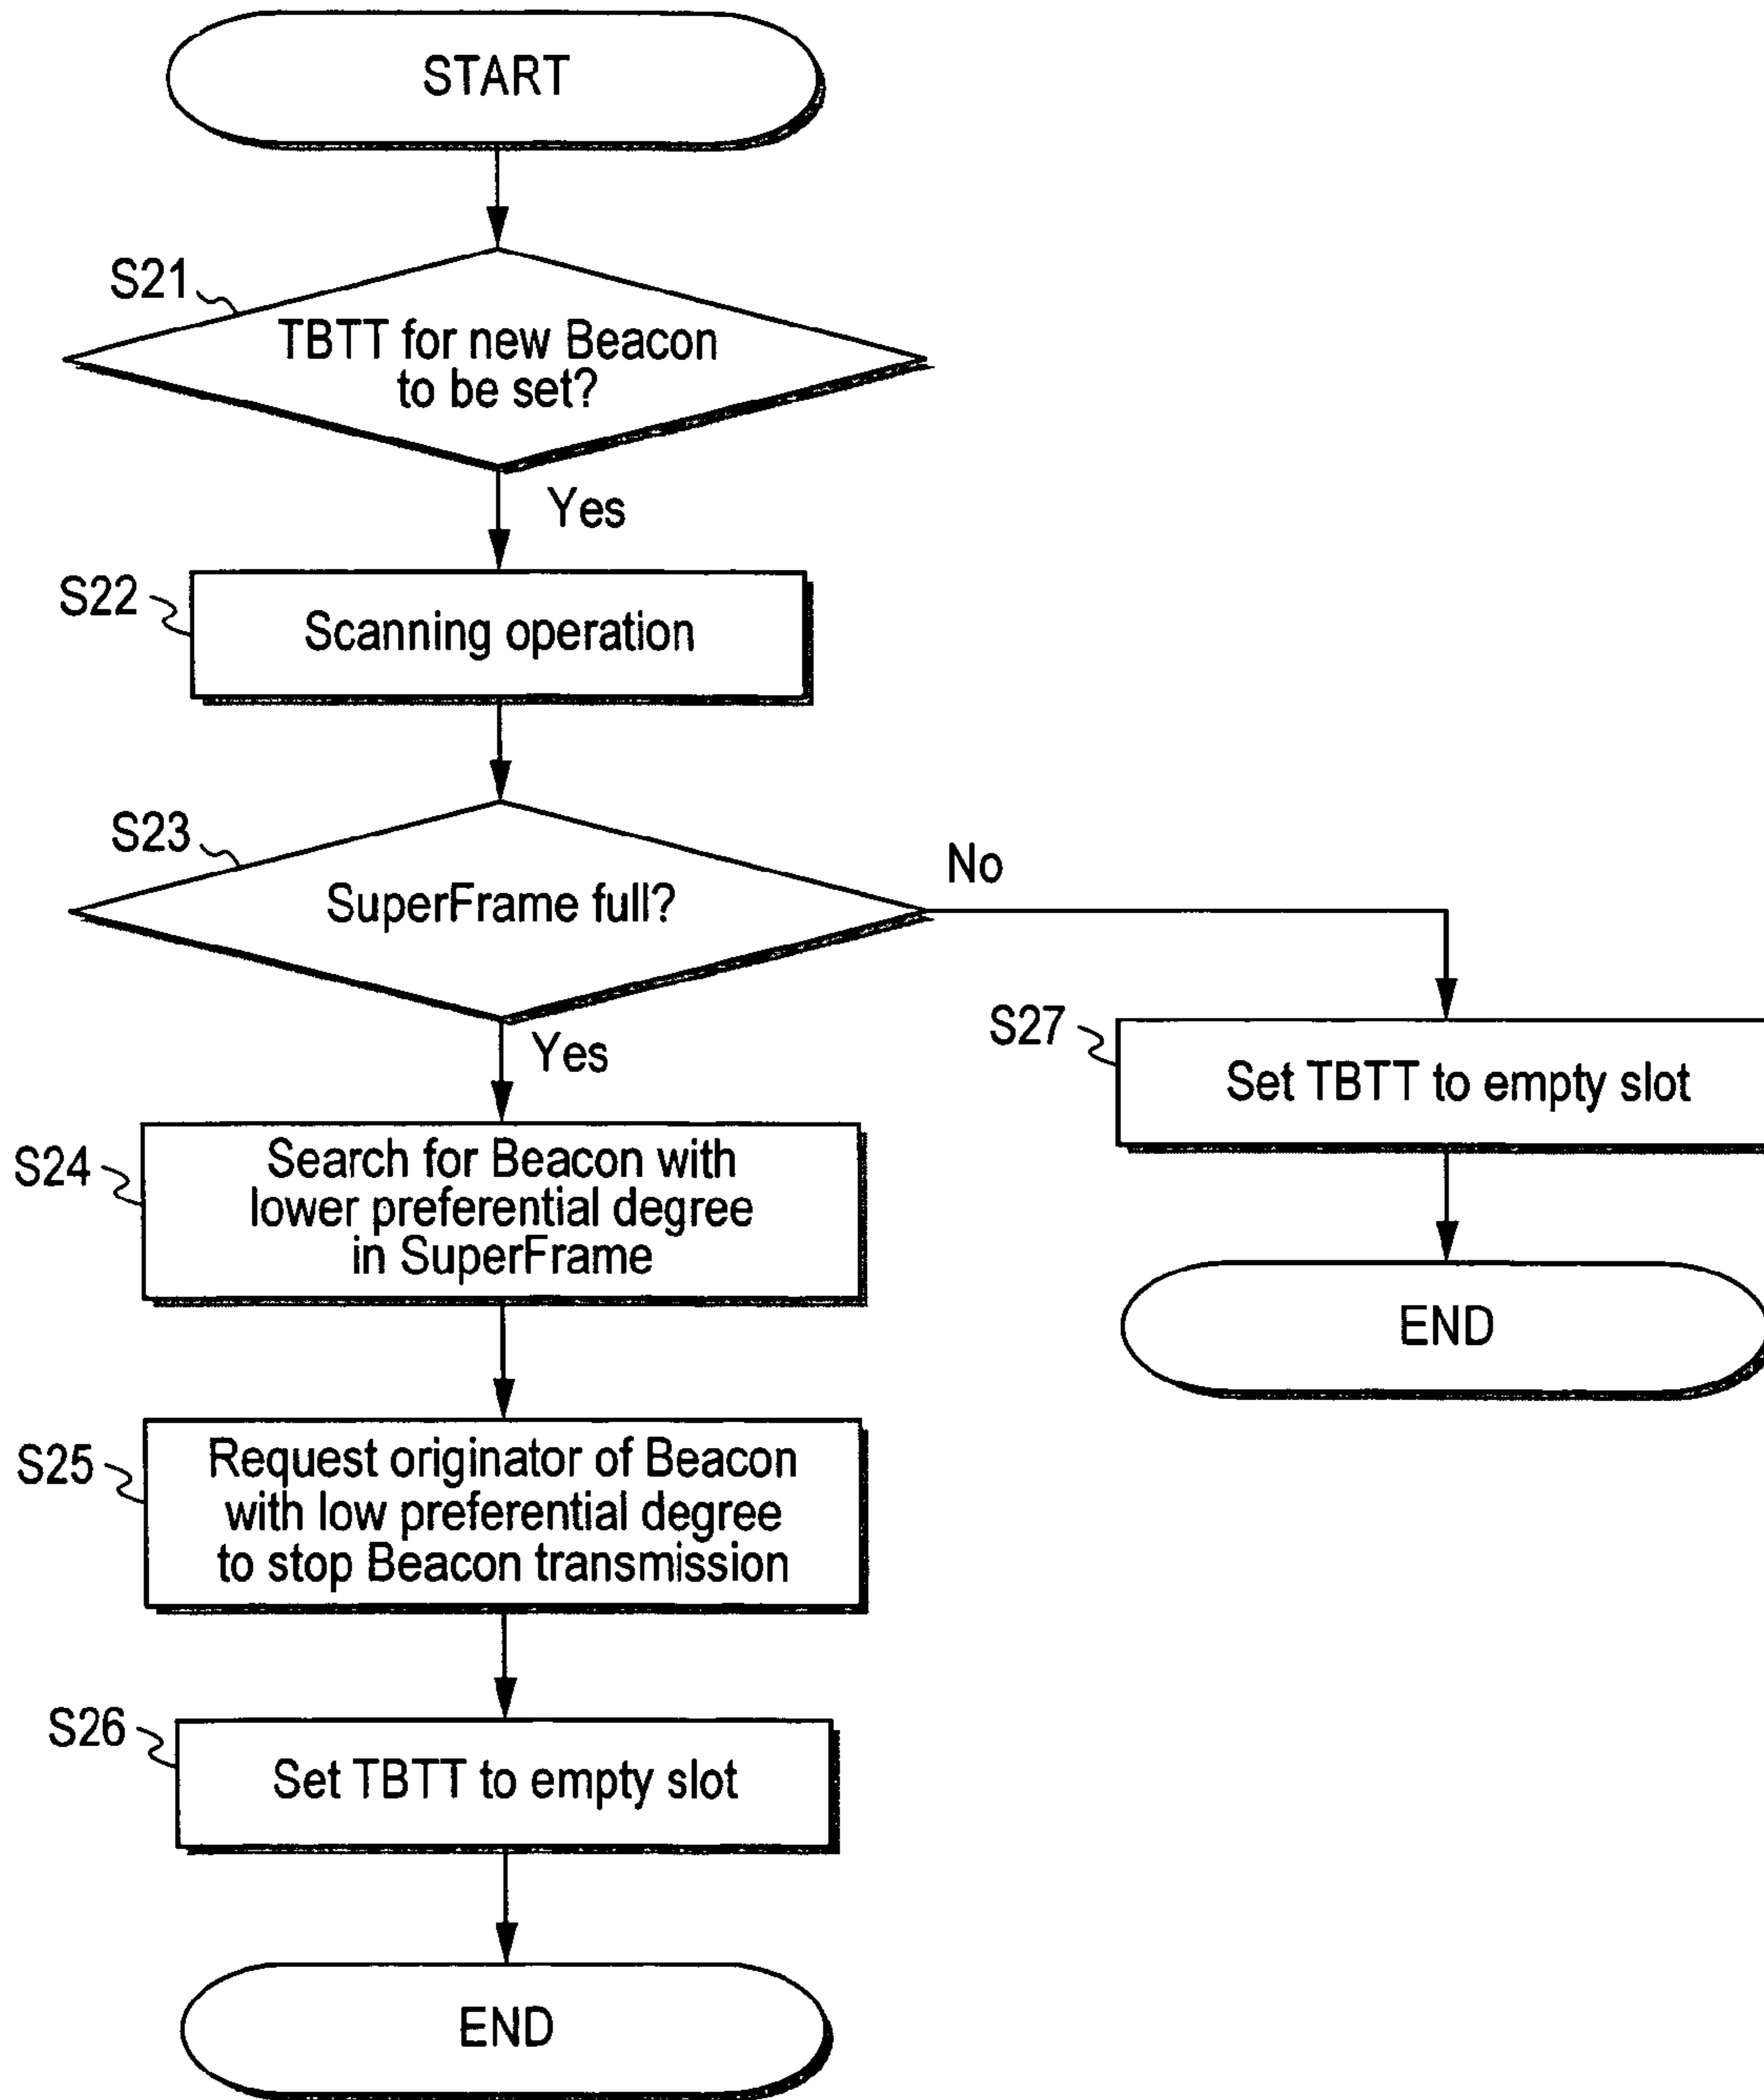 START
S21
TBTT for new Beacon
to be set?
Yes
S22
Scanning operation
S23
SuperFrame full?
No
Yes
S27
Set TBTT to empty slot
S24
Search for Beacon with
lower preferential degree
in SuperFrame
END
S25
Request originator of Beacon
with low preferential degree
to stop Beacon transmission
S26
Set TBTT to empty slot
END